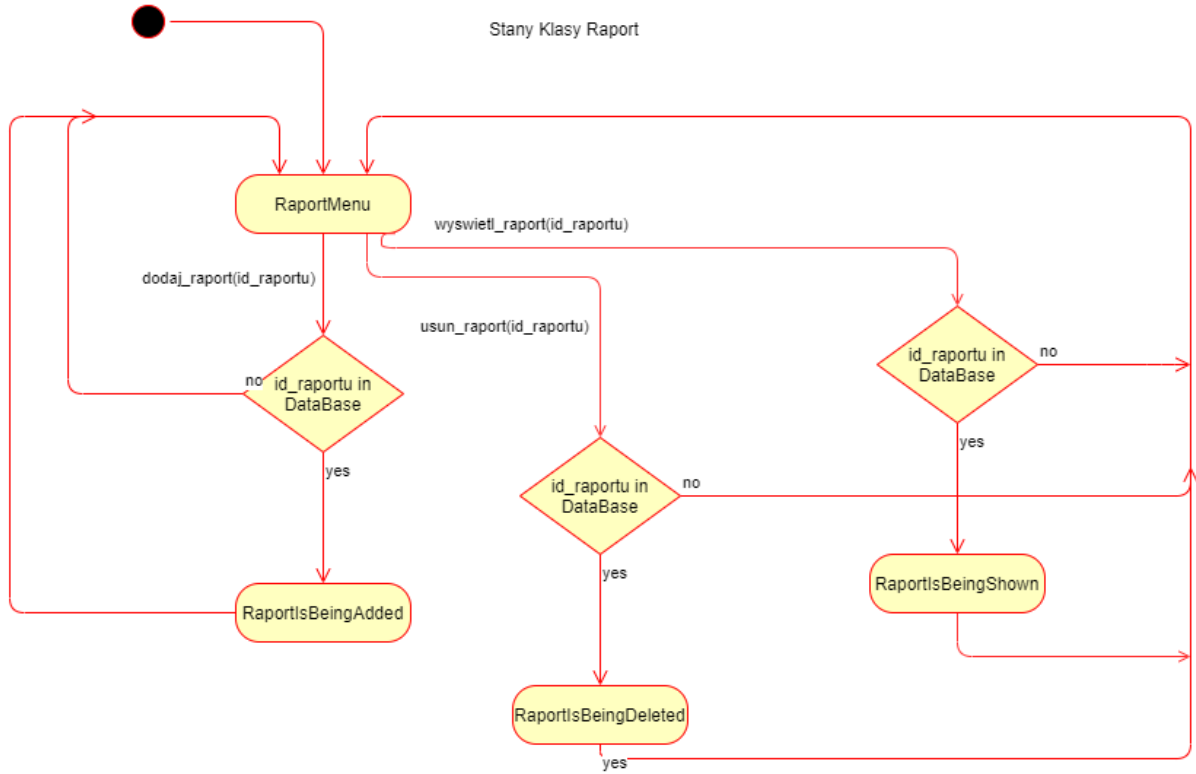 Stany Klasy Raport
RaportMenu
wyswietl_raport(id_raportu)
dodaj_raport(id_raportu)
usun_raport(id_raportu)
id_raportu in
DataBase
no
yes
id_raportu in
DataBase
no
yes
id_raportu in
DataBase
no
yes
RaportIsBeingShown
RaportIsBeingAdded
RaportIsBeingDeleted
yes